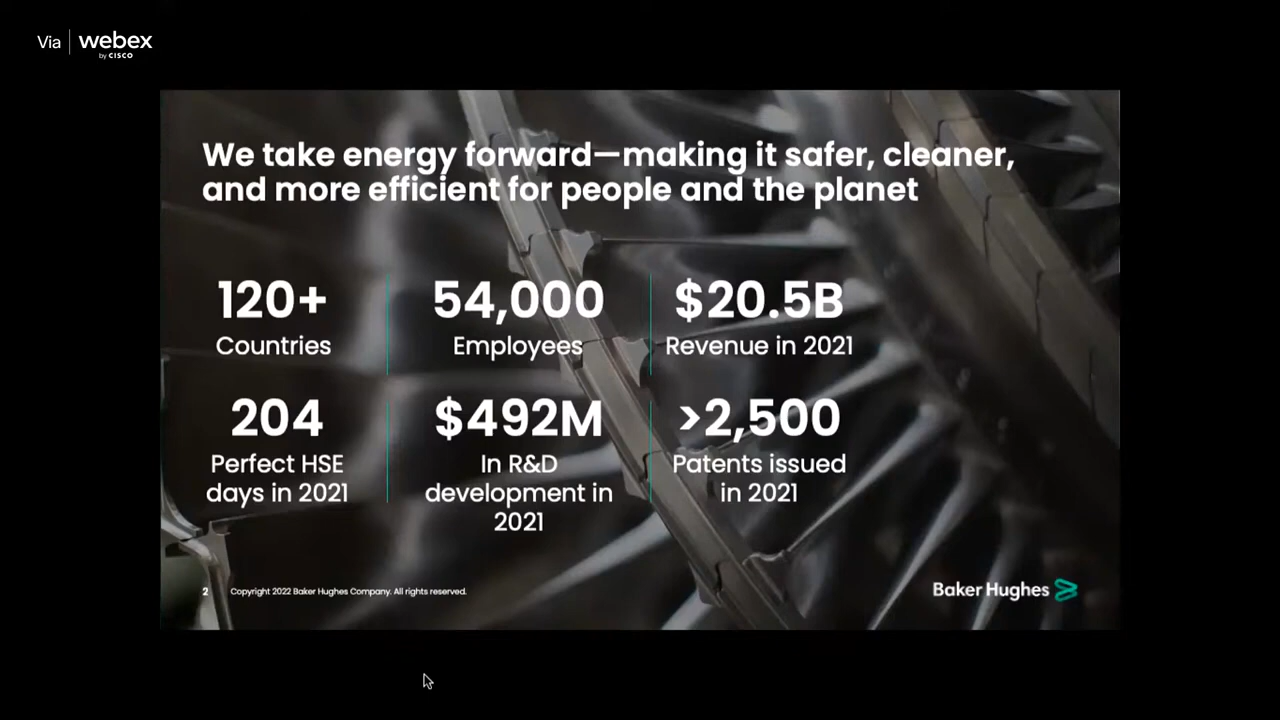 Via webex
by CISCO
We take energy forward—making it safer, cleaner,
and more efficient for people and the planet
120+
Countries
54,000
Employees
$20.5B
Revenue in 2021
204
Perfect HSE
days in 2021
$492M
In R&D
development in
2021
>2,500
Patents issued
in 2021
2 Copyright 2022 Baker Hughes Company. All rights reserved.
Baker Hughes